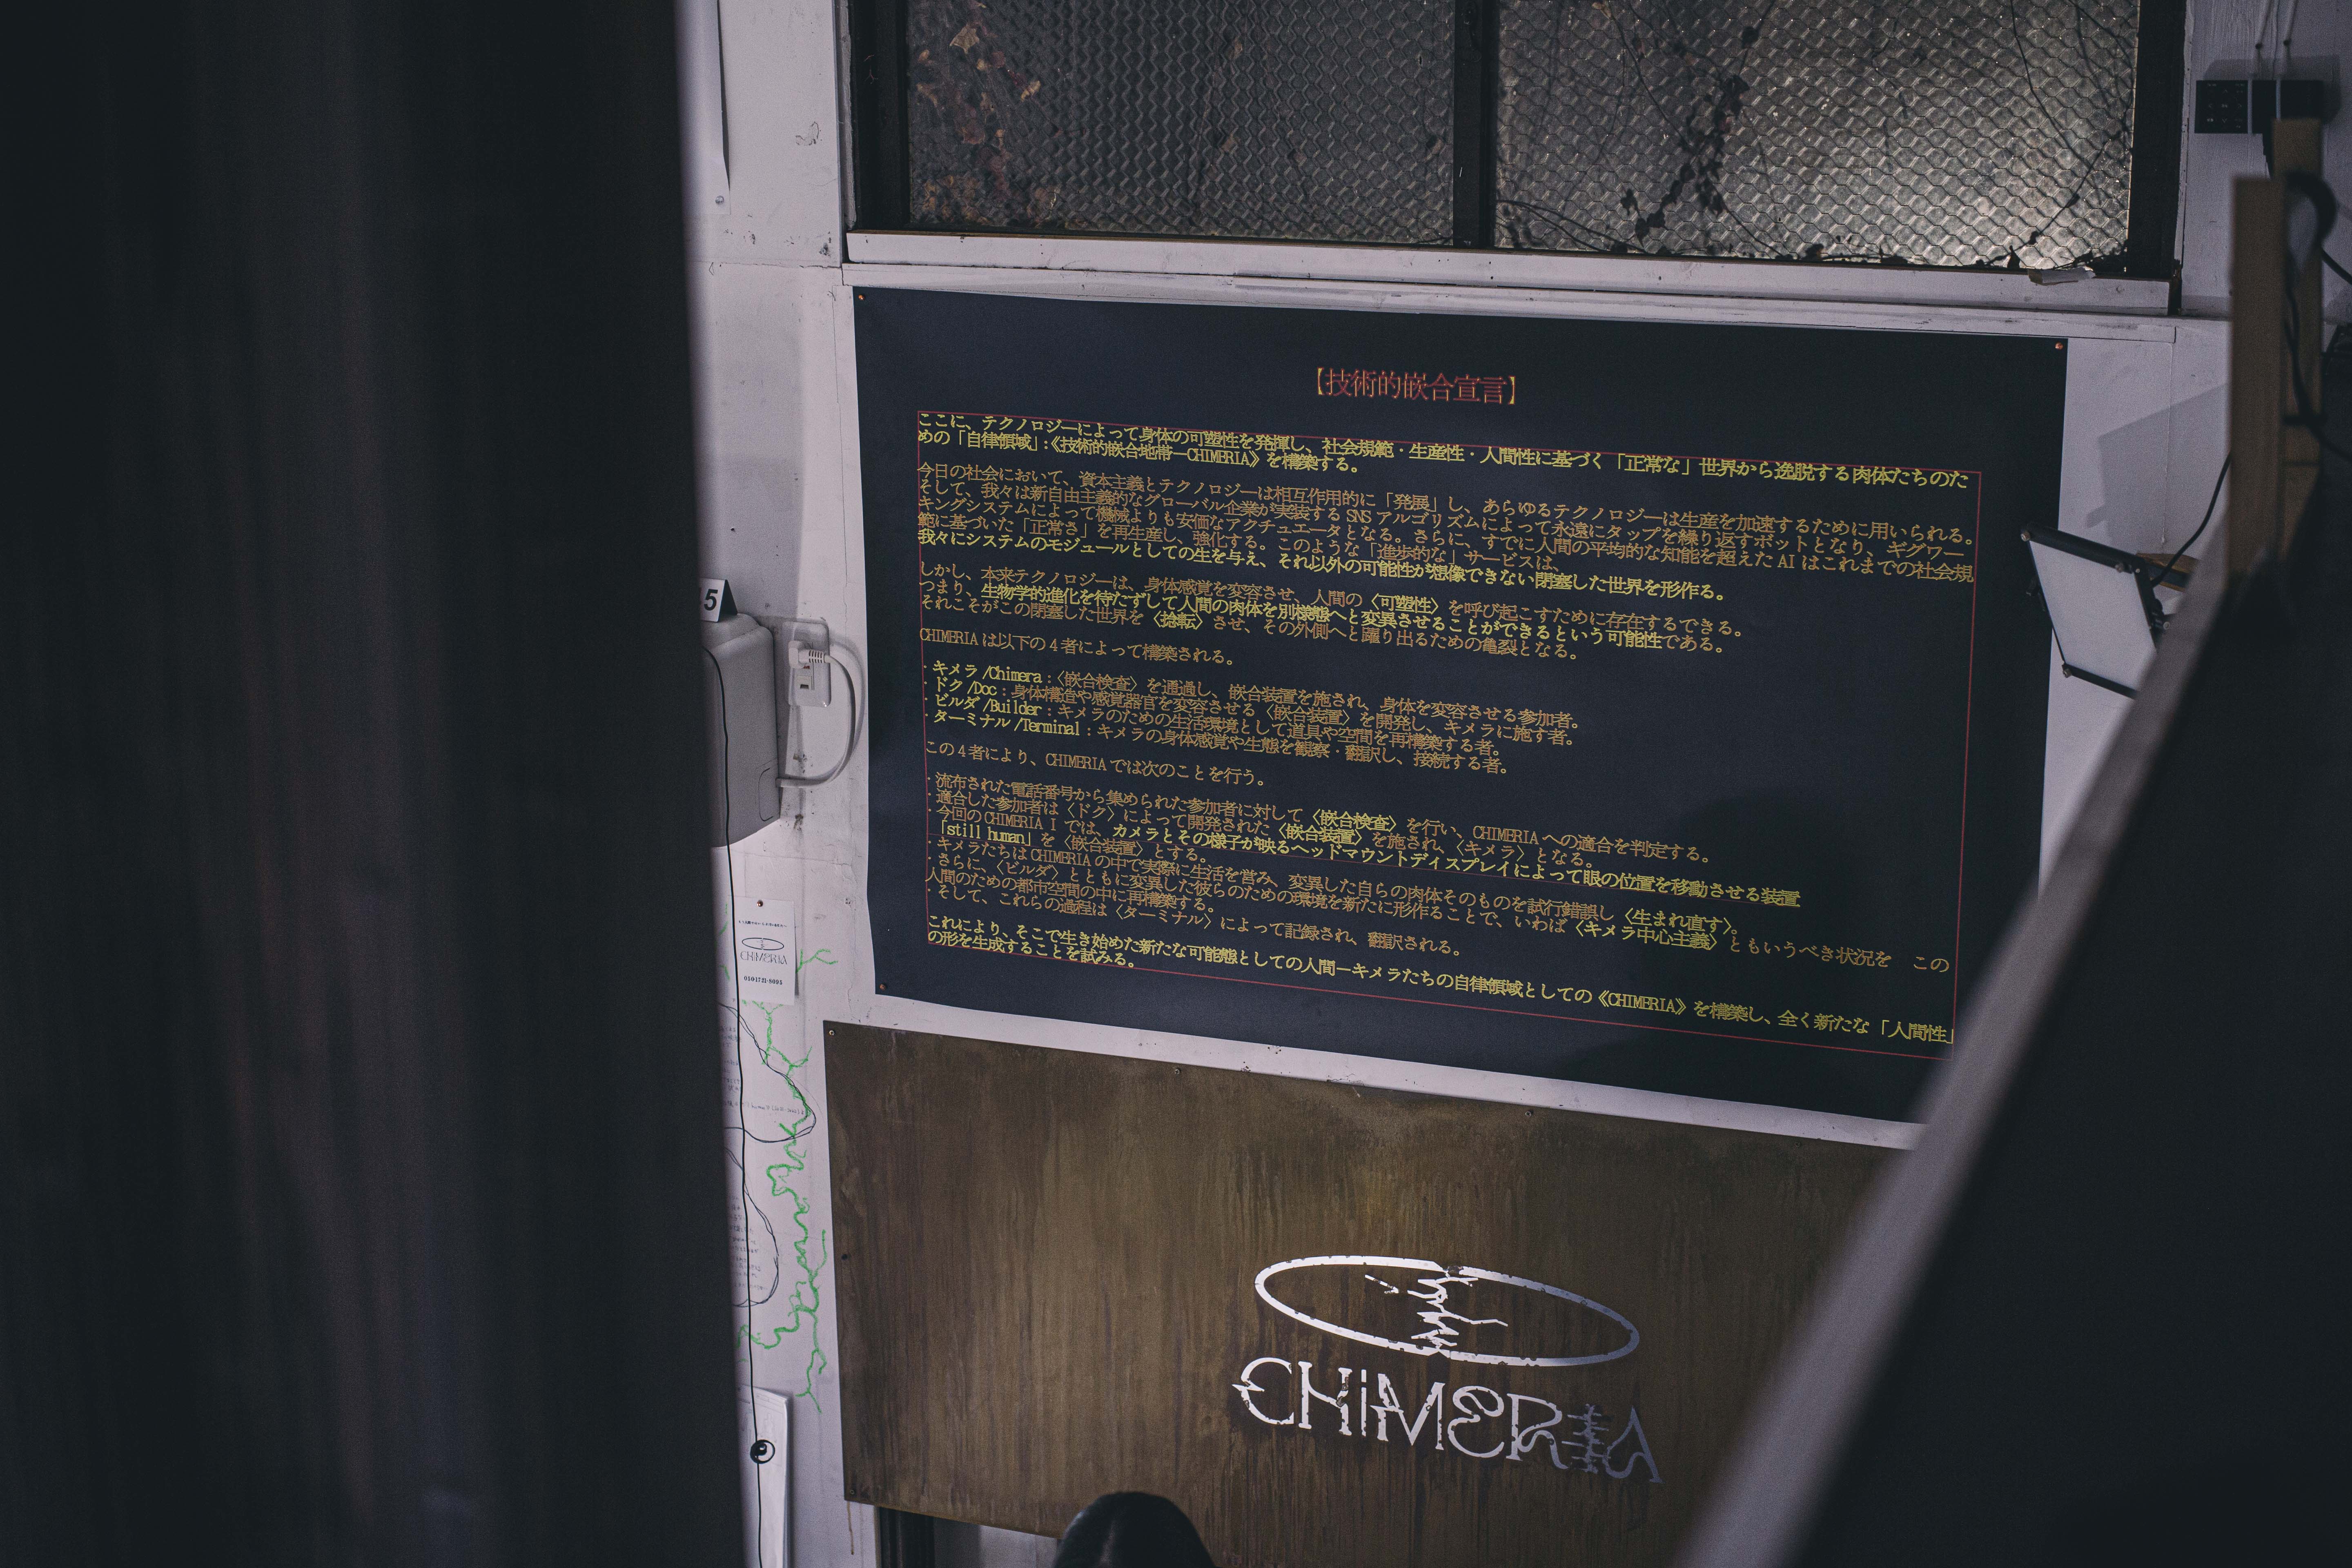 【技術的嵌合宣言】
ここに、テクノロジーによって身体の可塑性を発揮し、社会規範・生産性・人間性に基づく「正常な」世界から逸脱する肉体たちのた
めの「自律領域」:《技術的嵌合地帯―CHIMERIA》を構築する。
今日の社会において、資本主義とテクノロジーは相互作用的に「発展」し、あらゆるテクノロジーは生産を加速するために用いられる。
そして、我々は新自由主義的なグローバル企業が実装する SNS アルゴリズムによって永遠にタップを繰り返すボットとなり、ギグワー
キングシステムによって機械よりも安価なアクチュエータとなる。さらに、すでに人間の平均的な知能を超えた AI はこれまでの社会規
範に基づいた「正常さ」を再生産し、強化する。このような「進歩的な」サービスは、
我々にシステムのモジュールとしての生を与え、それ以外の可能性が想像できない閉塞した世界を形作る。
しかし、本来テクノロジーは、身体感覚を変容させ、人間の〈可塑性〉を呼び起こすために存在する。
つまり、生物学的進化を待たずして人間の肉体を別様態へと変異させることができるという可能性である。
それこそがこの閉塞した世界を〈捻転〉させ、その外側へと躍り出るための亀裂となる。
CHIMERIA は以下の 4 者によって構築される。
・キメラ /Chimera：〈嵌合検査〉を通過し、嵌合装置を施され、身体を変容させる参加者。
・ドク /Doc：身体構造や感覚器官を変容させる〈嵌合装置〉を開発し、キメラに施す者。
・ビルダ /Builder：キメラのための生活環境として道具や空間を再構築する者。
・ターミナル /Terminal：キメラの身体感覚や生態を観察・翻訳し、接続する者。
この 4 者により、CHIMERIA では次のことを行う。
・流布された電話番号から集められた参加者に対して〈嵌合検査〉を行い、CHIMERIA への適合を判定する。
・適合した参加者は〈ドク〉によって開発された〈嵌合装置〉を施され、〈キメラ〉となる。
・今回の CHIMERIA I では、カメラとその様子が映るヘッドマウントディスプレイによって眼の位置を移動させる装置
「still human」を〈嵌合装置〉とする。
・キメラたちは CHIMERIA の中で実際に生活を営み、変異した自らの肉体そのものを試行錯誤し〈生まれ直す〉。
・さらに、〈ビルダ〉とともに変異した彼らのための環境を新たに形作ることで、いわば〈キメラ中心主義〉ともいうべき状況を　この
人間のための都市空間の中に再構築する。
・そして、これらの過程は〈ターミナル〉によって記録され、翻訳される。
これにより、そこで生き始めた新たな可能態としての人間―キメラたちの自律領域としての《CHIMERIA》を構築し、全く新たな「人間性」
の形を生成することを試みる。
5
CHIMERIA
CHIMERIA